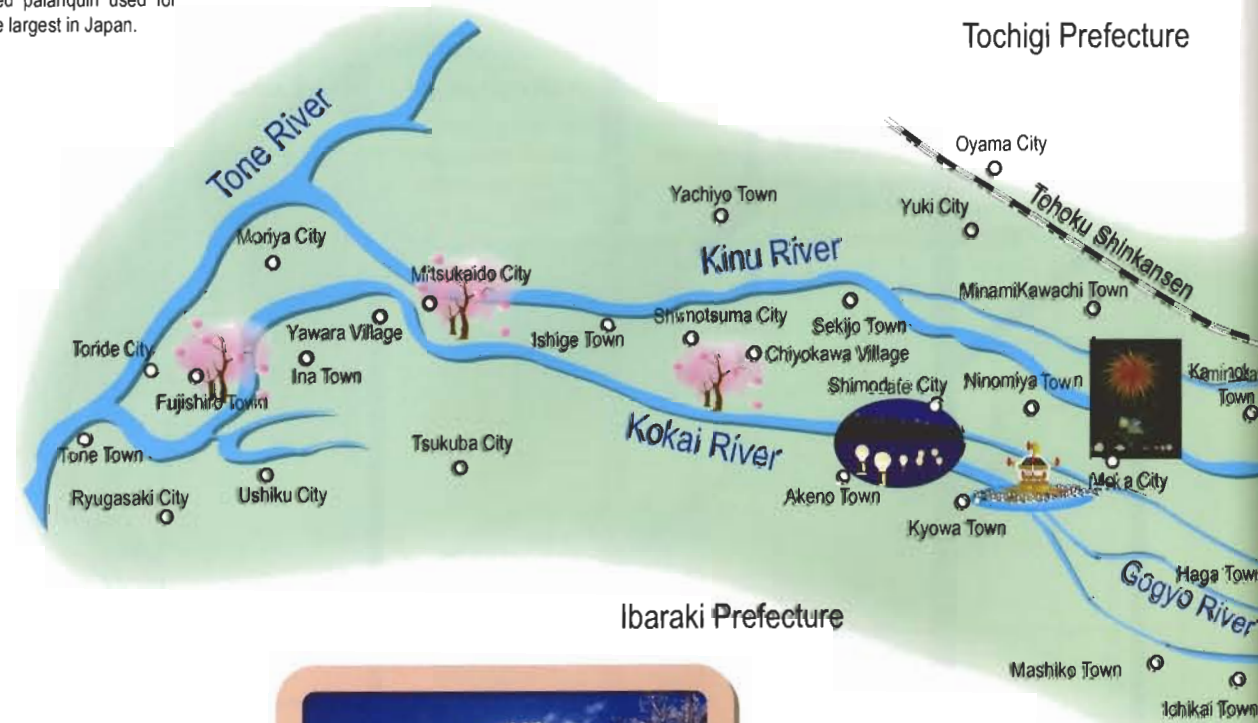 palanquin used for
largest in Japan.
Tochigi Prefecture
Oyama City
Tohoku Shinkansen
Tone River
Yachiyo Town
Yuki City
Moriya City
Kinu River
Mitsukaido City
MinamiKawachi Town
Yawara Village
Ishige Town
Shimotsuma City
Sekijo Town
Toride City
Ina Town
Chiyokawa Village
Shimodate City
Ninomiya Town
Town
Fujishiro Town
Kokai River
Tone Town
Tsukuba City
Ryugasaki City
Ushiku City
Akeno Town
Moka City
Kyowa Town
Haga Town
Gogyo River
Ibaraki Prefecture
Mashiko Town
Ichikai Town